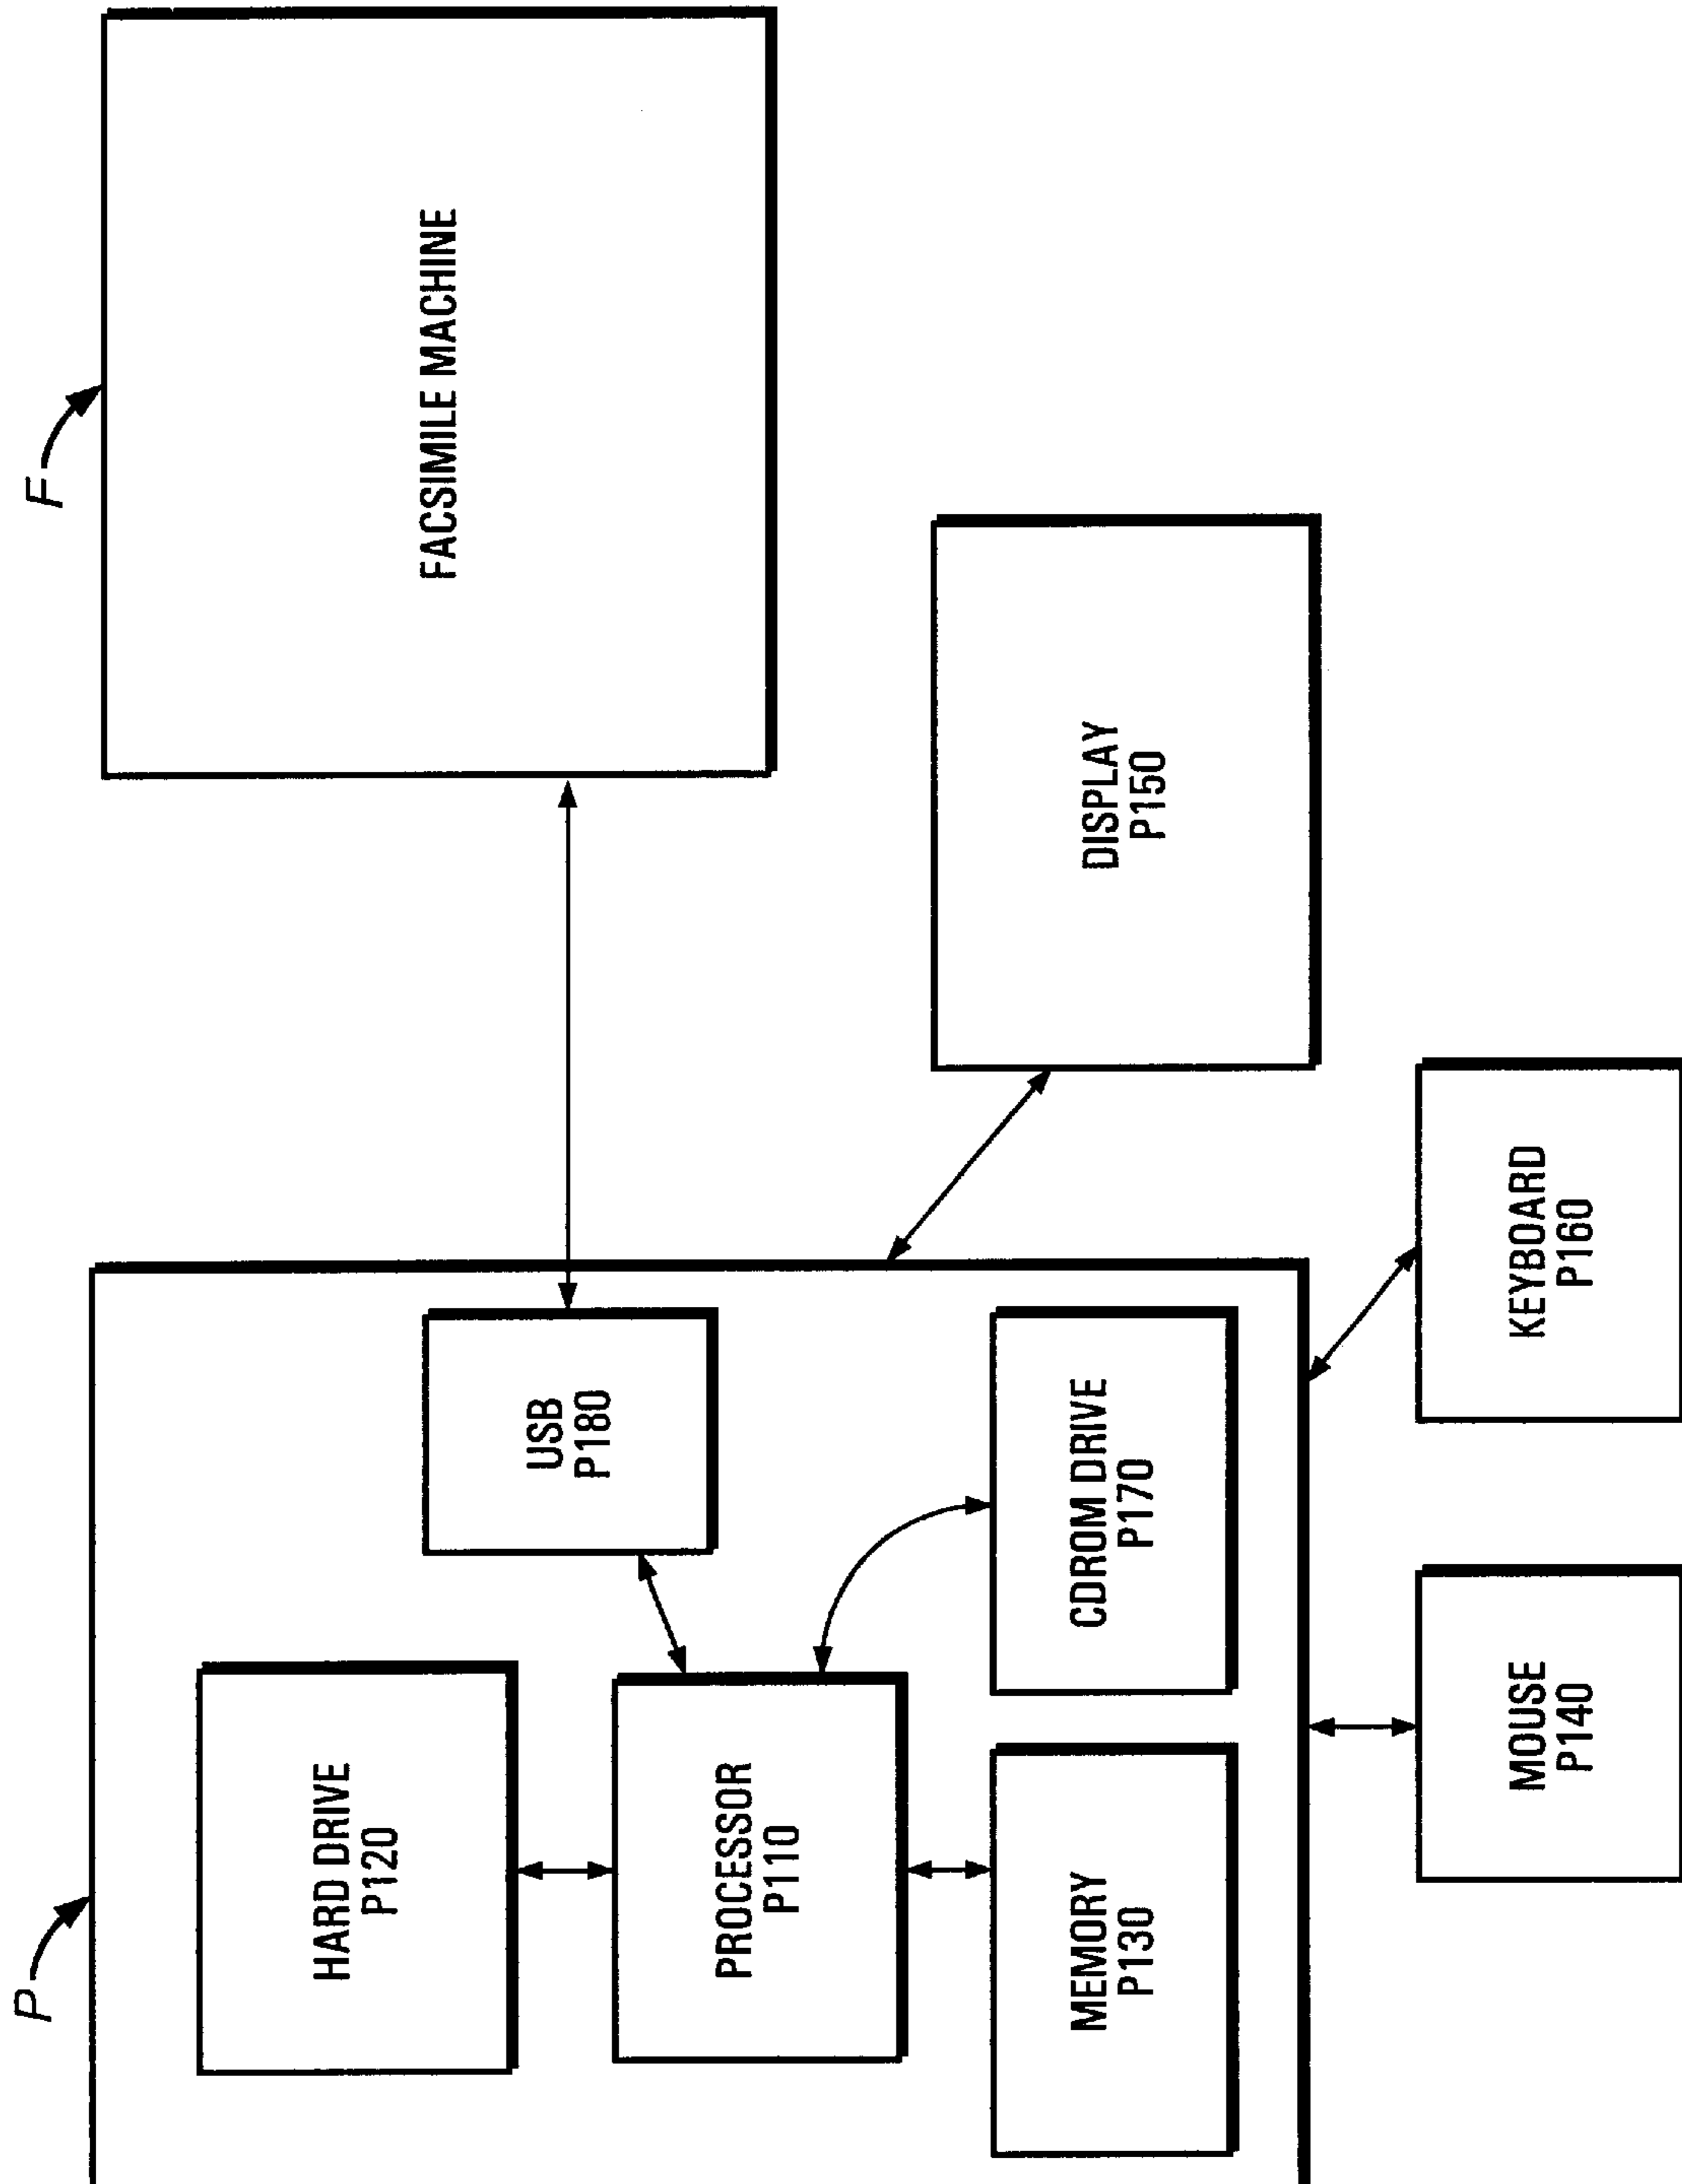 P
F
HARD DRIVE
P120
PROCESSOR
P110
MEMORY
P130
USB
P180
CDROM DRIVE
P170
FACSIMILE MACHINE
DISPLAY
P150
MOUSE
P140
KEYBOARD
P160